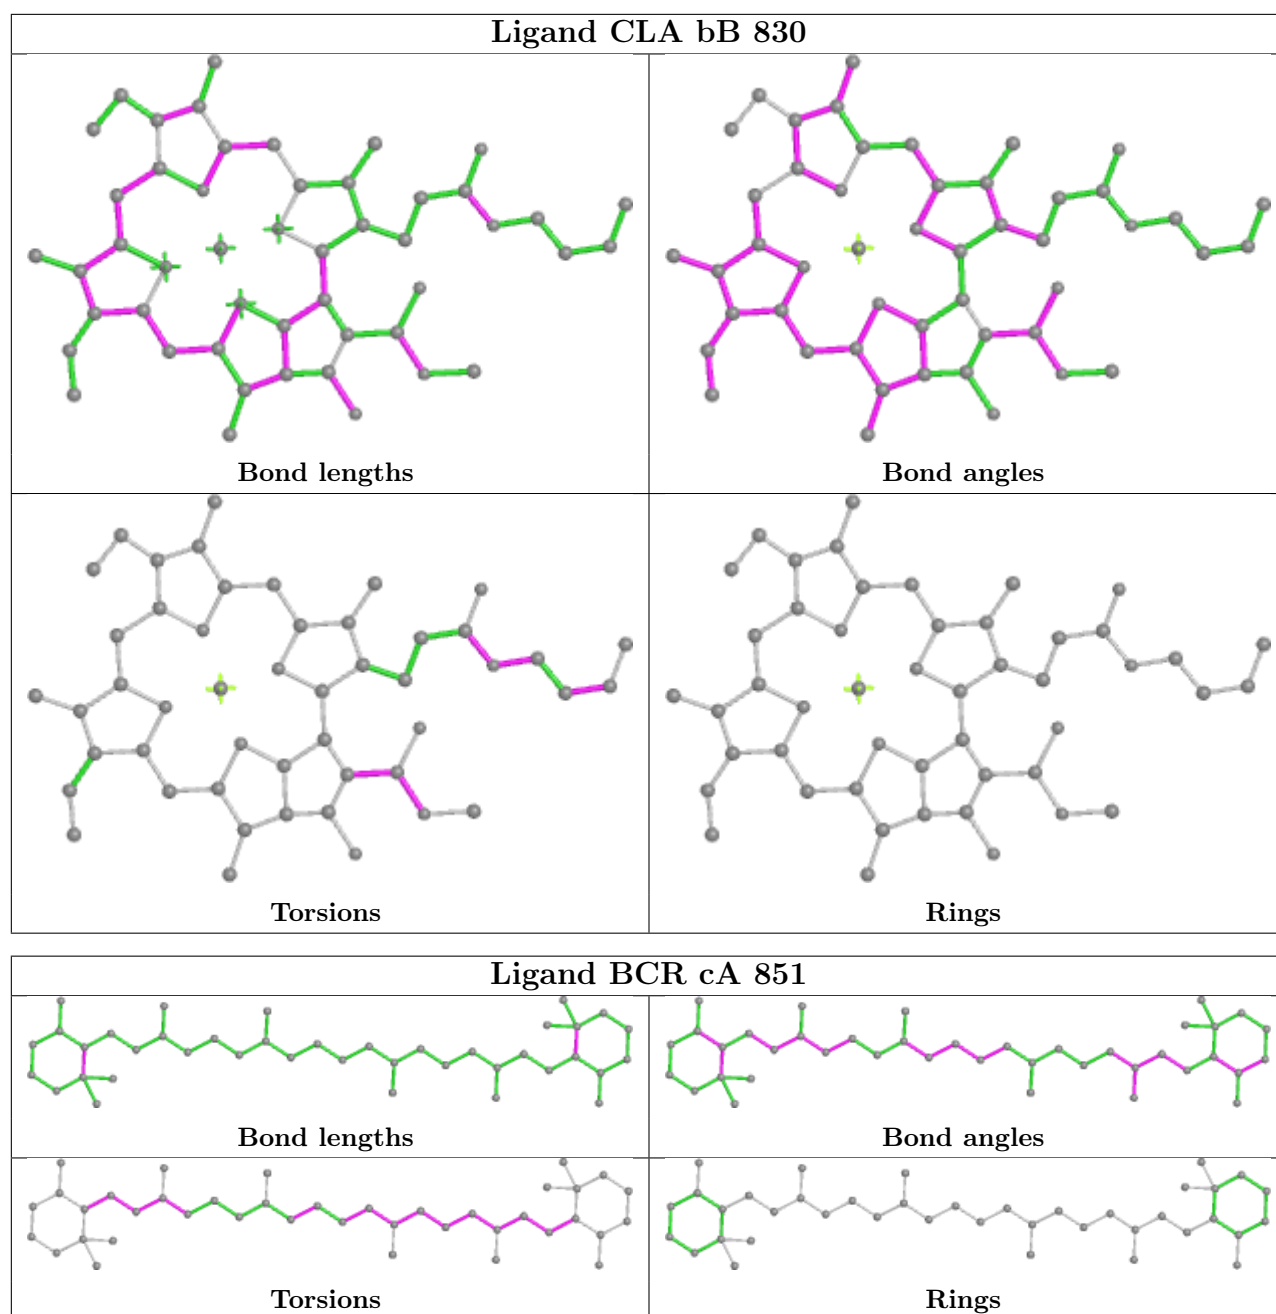 Ligand CLA bB 830
Bond lengths
Bond angles
Torsions
Rings
Ligand BCR cA 851
Bond lengths
Bond angles
Torsions
Rings